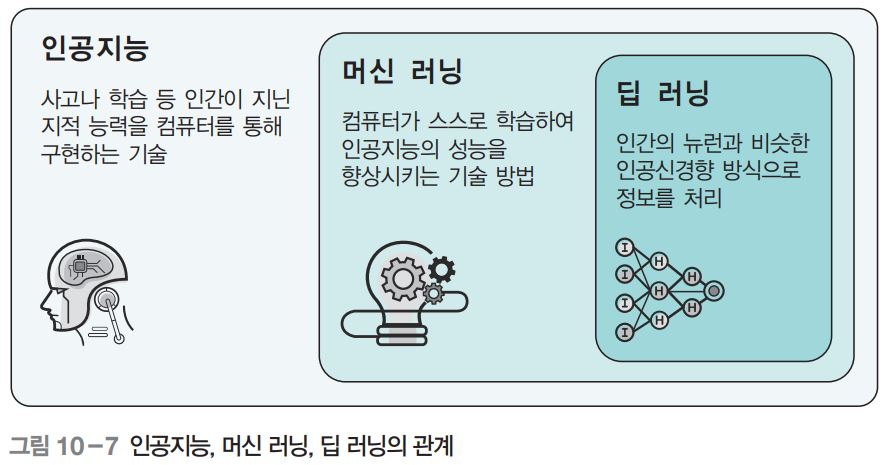 인공지능
사고나 학습 등 인간이 지닌
지적 능력을 컴퓨터를 통해
구현하는 기술
머신 러닝
컴퓨터가 스스로 학습하여
인공지능의 성능을
향상시키는 기술 방법
딥 러닝
인간의 뉴런과 비슷한
인공신경향 방식으로
정보를 처리
I
H
I
H
H
I
H
H
I
그림 10-7 인공지능, 머신 러닝, 딥 러닝의 관계